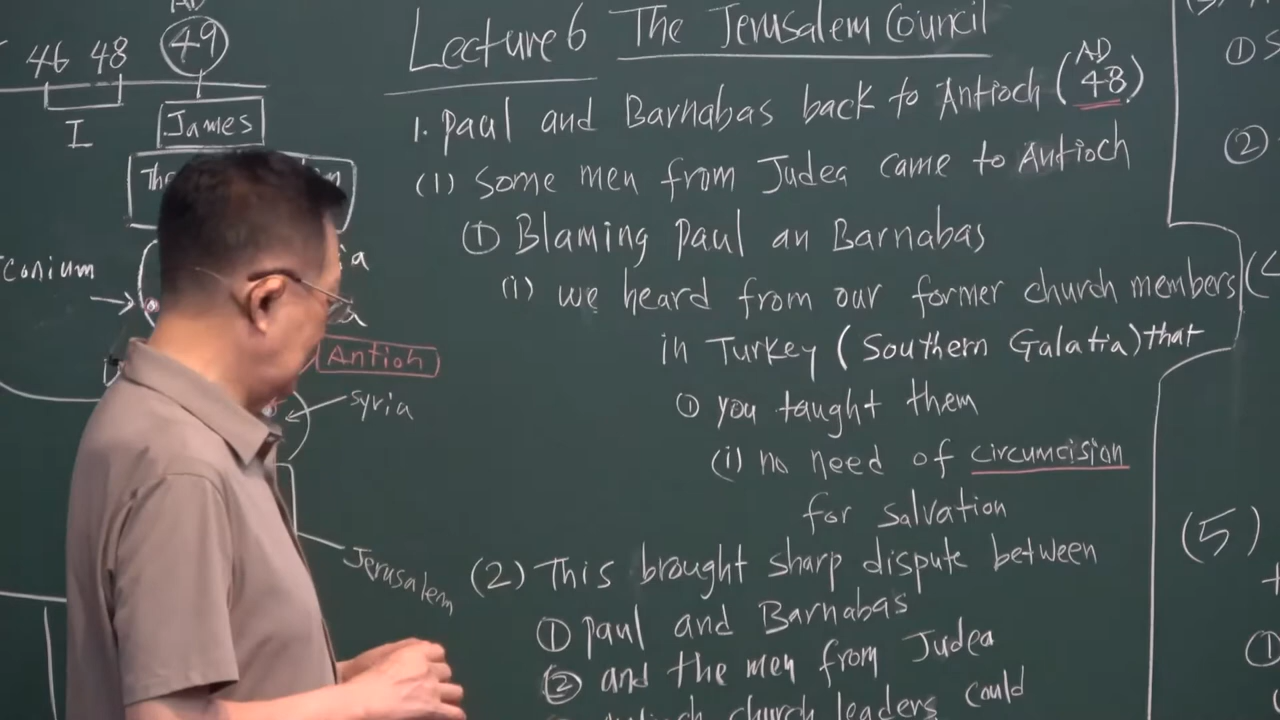 AD
46 48 49
I
James
The
Iconium
Antioh
Syria
Jerusalem
Lecture 6 The Jerusalem Council
1. Paul and Barnabas back to Antioch (AD 48)
(1) Some men from Judea came to Antioch
① Blaming Paul an Barnabas
(i) we heard from our former church members
in Turkey (Southern Galatia) that
① you taught them
(i) no need of circumcision
for salvation
(2) This brought sharp dispute between
① Paul and Barnabas
② and the men from Judea
church leaders could
①
②
(5)
①